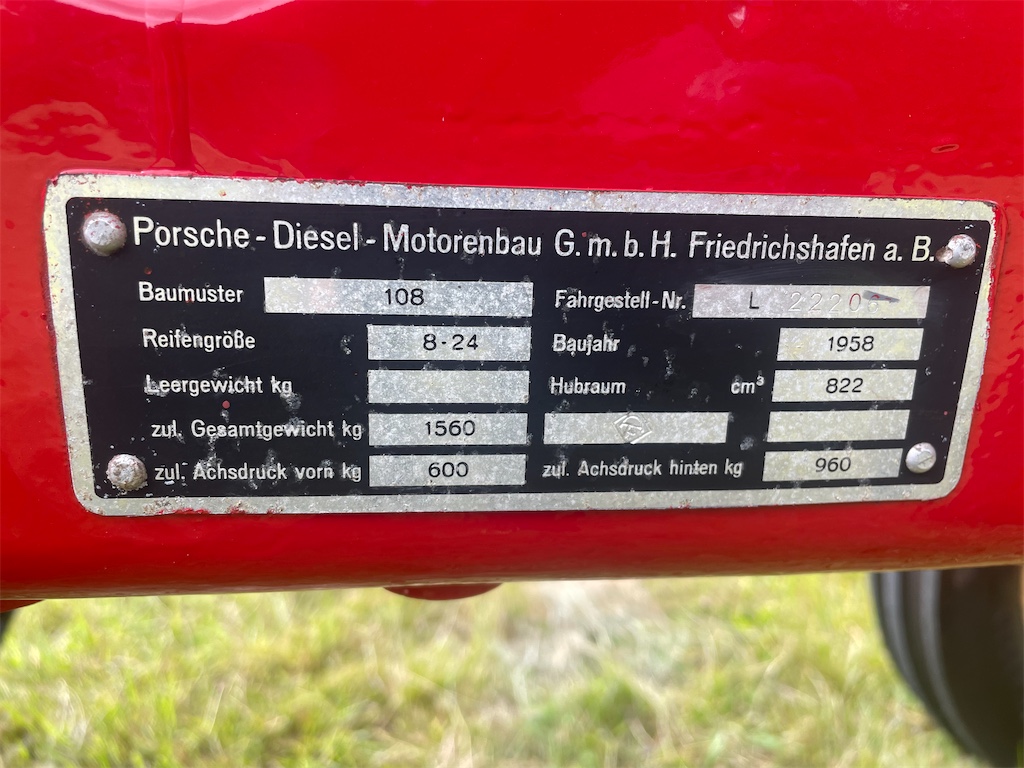 Porsche-Diesel-Motorenbau G.m.b.H. Friedrichshafen a.B.
Baumuster 108 Fahrgestell-Nr. L
Reifengröße 8-24 Baujahr 1958
Leergewicht kg Hubraum cm³ 822
zul. Gesamtgewicht kg 1560
zul. Achsdruck vorn kg 600 zul. Achsdruck hinten kg 960